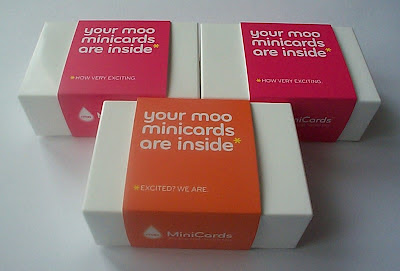 your moo
minicards
are inside*
*HOW VERY EXCITING.
your moo
minicards
are inside*
*HOW VERY EXCITING.
MiniCards
your moo
minicards
are inside*
*EXCITED? WE ARE.
MiniCards